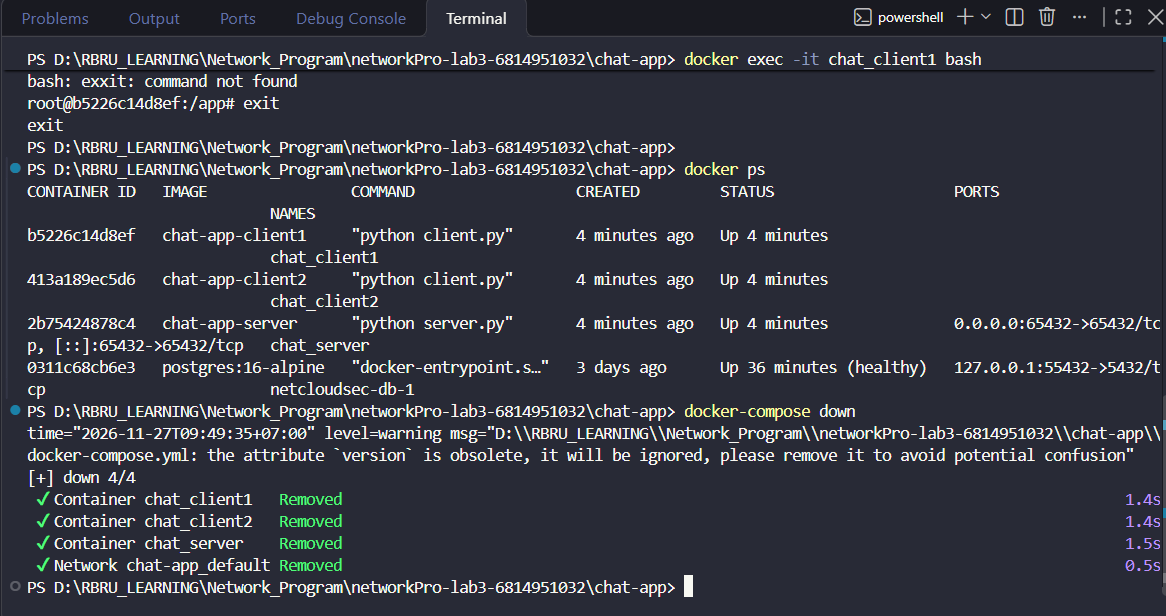 Problems Output Ports Debug Console Terminal powershell
PS D:\RBRU_LEARNING\Network_Program\networkPro-lab3-6814951032\chat-app> docker exec -it chat_client1 bash
bash: exxit: command not found
root@b5226c14d8ef:/app# exit
exit
PS D:\RBRU_LEARNING\Network_Program\networkPro-lab3-6814951032\chat-app>
PS D:\RBRU_LEARNING\Network_Program\networkPro-lab3-6814951032\chat-app> docker ps
CONTAINER ID   IMAGE                COMMAND                  CREATED         STATUS                    PORTS
                           NAMES
b5226c14d8ef   chat-app-client1     "python client.py"       4 minutes ago   Up 4 minutes
                           chat_client1
413a189ec5d6   chat-app-client2     "python client.py"       4 minutes ago   Up 4 minutes
                           chat_client2
2b75424878c4   chat-app-server      "python server.py"       4 minutes ago   Up 4 minutes              0.0.0.0:65432->65432/tc
p, [::]:65432->65432/tcp   chat_server
0311c68cb6e3   postgres:16-alpine   "docker-entrypoint.s…"   3 days ago      Up 36 minutes (healthy)   127.0.0.1:55432->5432/t
cp                         netcloudsec-db-1
PS D:\RBRU_LEARNING\Network_Program\networkPro-lab3-6814951032\chat-app> docker-compose down
time="2026-11-27T09:49:35+07:00" level=warning msg="D:\\RBRU_LEARNING\\Network_Program\\networkPro-lab3-6814951032\\chat-app\\
docker-compose.yml: the attribute `version` is obsolete, it will be ignored, please remove it to avoid potential confusion"
[+] down 4/4
✓ Container chat_client1   Removed 1.4s
✓ Container chat_client2   Removed 1.4s
✓ Container chat_server    Removed 1.5s
✓ Network chat-app_default Removed 0.5s
PS D:\RBRU_LEARNING\Network_Program\networkPro-lab3-6814951032\chat-app>